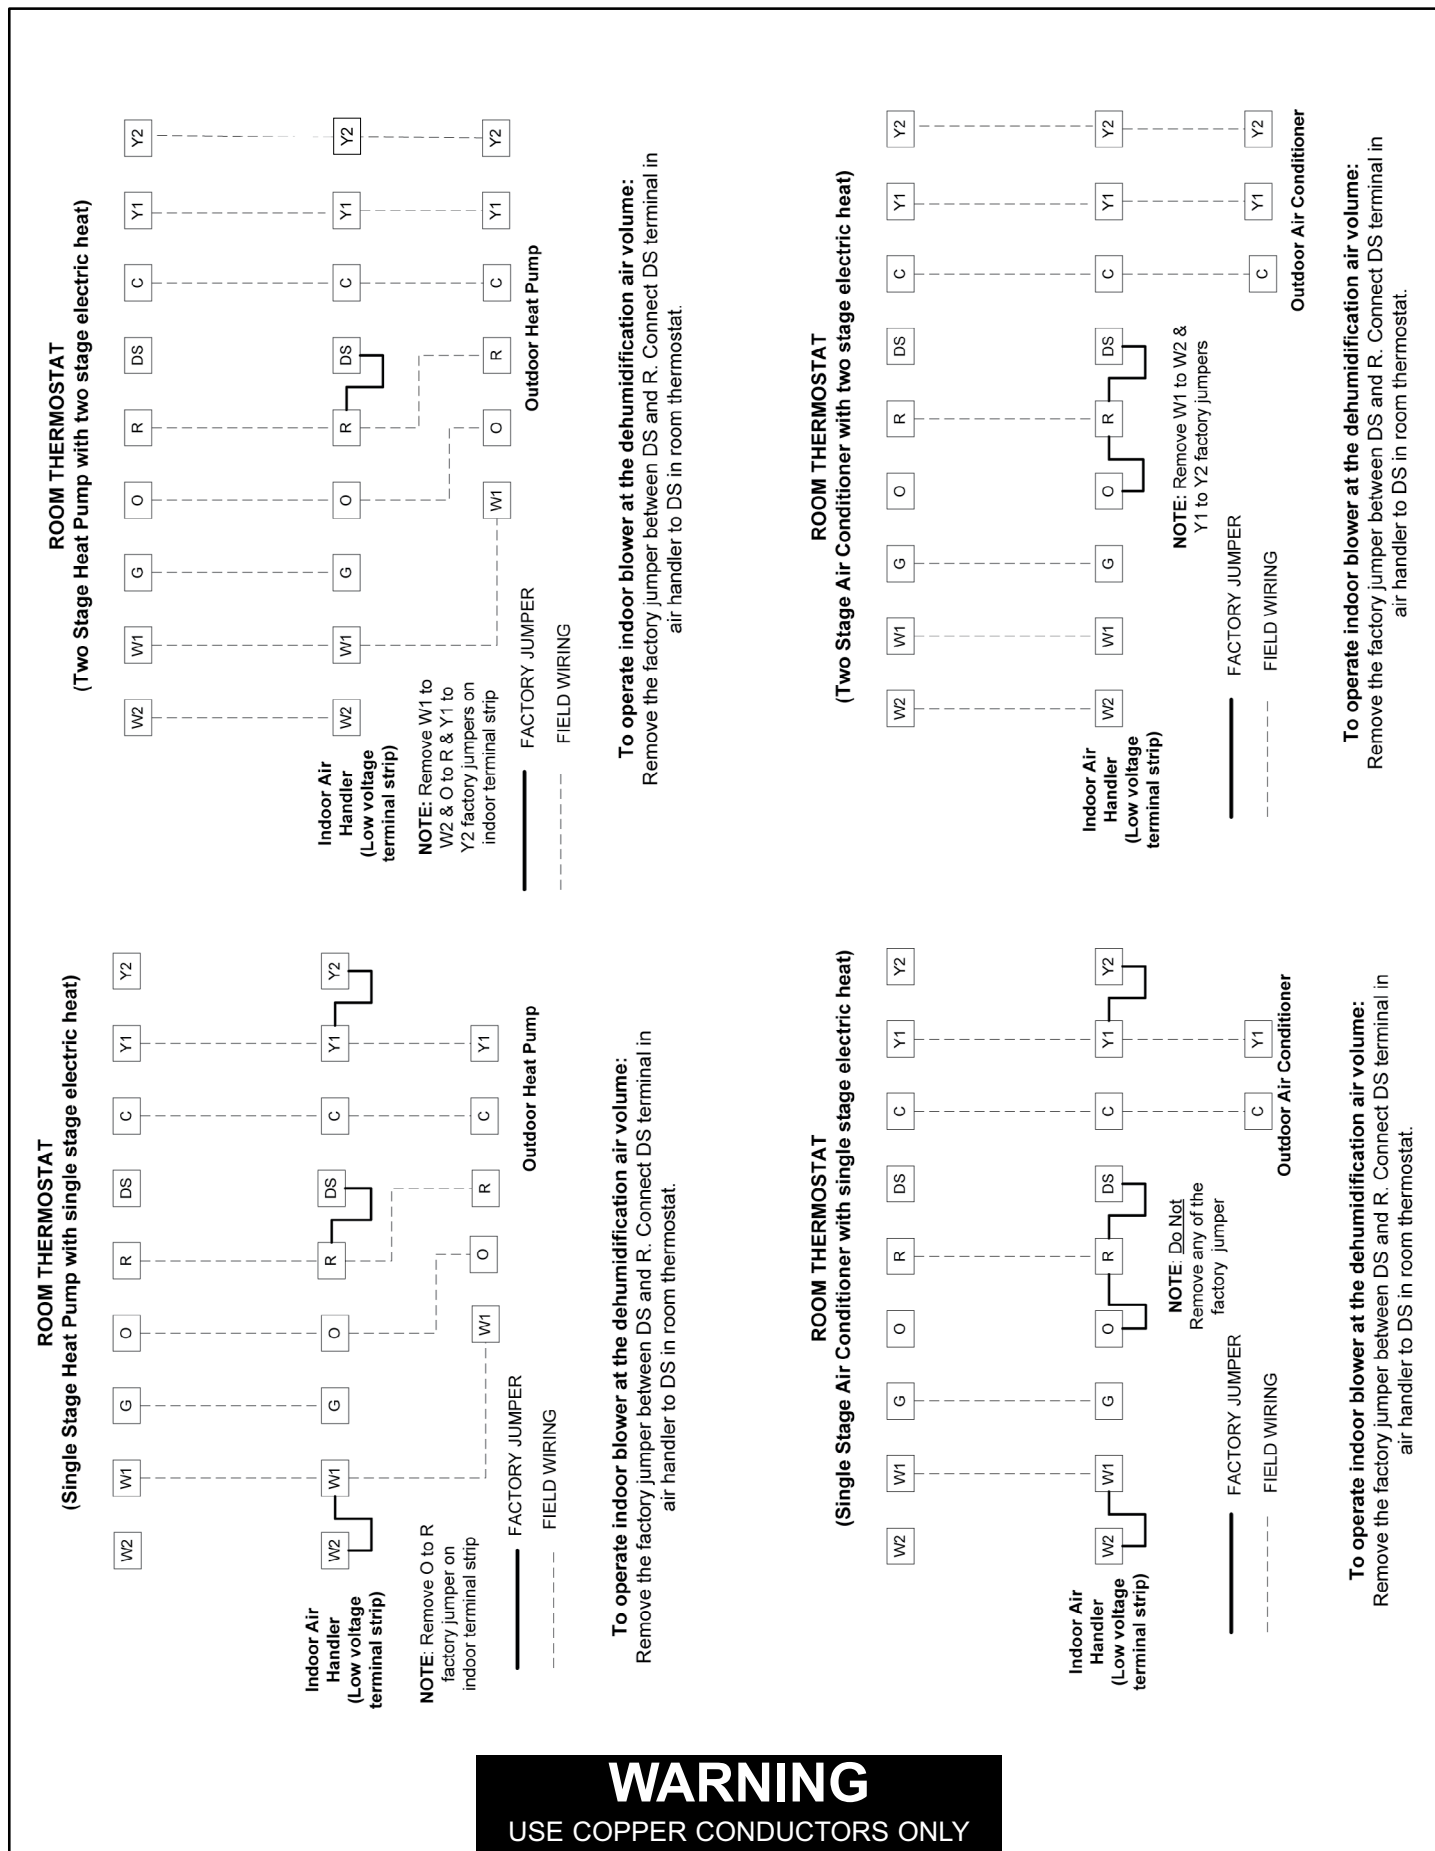 ROOM THERMOSTAT
(Single Stage Heat Pump with single stage electric heat)
W2 W1 G O R DS C Y1 Y2
Indoor Air
Handler
(Low voltage
terminal strip)
W2 W1 G O R DS C Y1 Y2
NOTE: Remove O to R
factory jumper on
indoor terminal strip
W1 O R C Y1
Outdoor Heat Pump
FACTORY JUMPER
FIELD WIRING
To operate indoor blower at the dehumidification air volume:
Remove the factory jumper between DS and R. Connect DS terminal in
air handler to DS in room thermostat.
ROOM THERMOSTAT
(Two Stage Heat Pump with two stage electric heat)
W2 W1 G O R DS C Y1 Y2
Indoor Air
Handler
(Low voltage
terminal strip)
W2 W1 G O R DS C Y1 Y2
NOTE: Remove W1 to
W2 & O to R & Y1 to
Y2 factory jumpers on
indoor terminal strip
W1 O R C Y1 Y2
Outdoor Heat Pump
FACTORY JUMPER
FIELD WIRING
To operate indoor blower at the dehumidification air volume:
Remove the factory jumper between DS and R. Connect DS terminal in
air handler to DS in room thermostat.
ROOM THERMOSTAT
(Single Stage Air Conditioner with single stage electric heat)
W2 W1 G O R DS C Y1 Y2
Indoor Air
Handler
(Low voltage
terminal strip)
W2 W1 G O R DS C Y1 Y2
NOTE: Do Not
Remove any of the
factory jumper
C Y1
Outdoor Air Conditioner
FACTORY JUMPER
FIELD WIRING
To operate indoor blower at the dehumidification air volume:
Remove the factory jumper between DS and R. Connect DS terminal in
air handler to DS in room thermostat.
ROOM THERMOSTAT
(Two Stage Air Conditioner with two stage electric heat)
W2 W1 G O R DS C Y1 Y2
Indoor Air
Handler
(Low voltage
terminal strip)
W2 W1 G O R DS C Y1 Y2
NOTE: Remove W1 to W2 &
Y1 to Y2 factory jumpers
C Y1 Y2
Outdoor Air Conditioner
FACTORY JUMPER
FIELD WIRING
To operate indoor blower at the dehumidification air volume:
Remove the factory jumper between DS and R. Connect DS terminal in
air handler to DS in room thermostat.
WARNING
USE COPPER CONDUCTORS ONLY